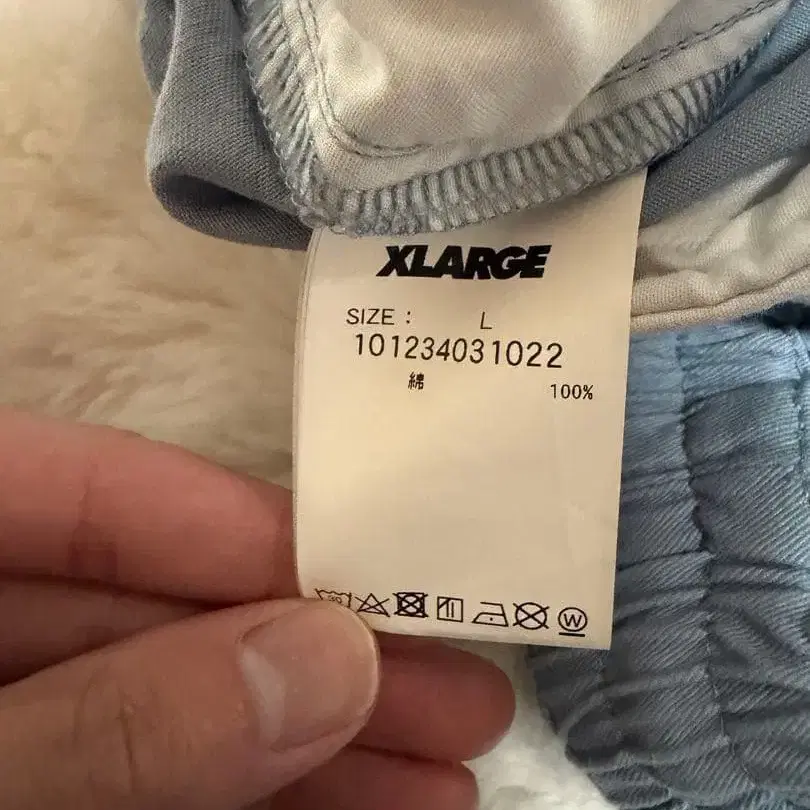 XLARGE
SIZE : L
101234031022
綿 100%
W